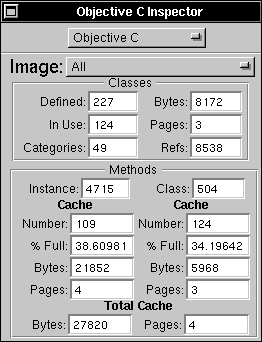 Objective C Inspector
Objective C
Image: All
Classes
Defined: 227 Bytes: 8172
In Use: 124 Pages: 3
Categories: 49 Refs: 8538
Methods
Instance: 4715 Class: 504
Cache Cache
Number: 109 Number: 124
% Full: 38.60981 % Full: 34.19642
Bytes: 21852 Bytes: 5968
Pages: 4 Pages: 3
Total Cache
Bytes: 27820 Pages: 4